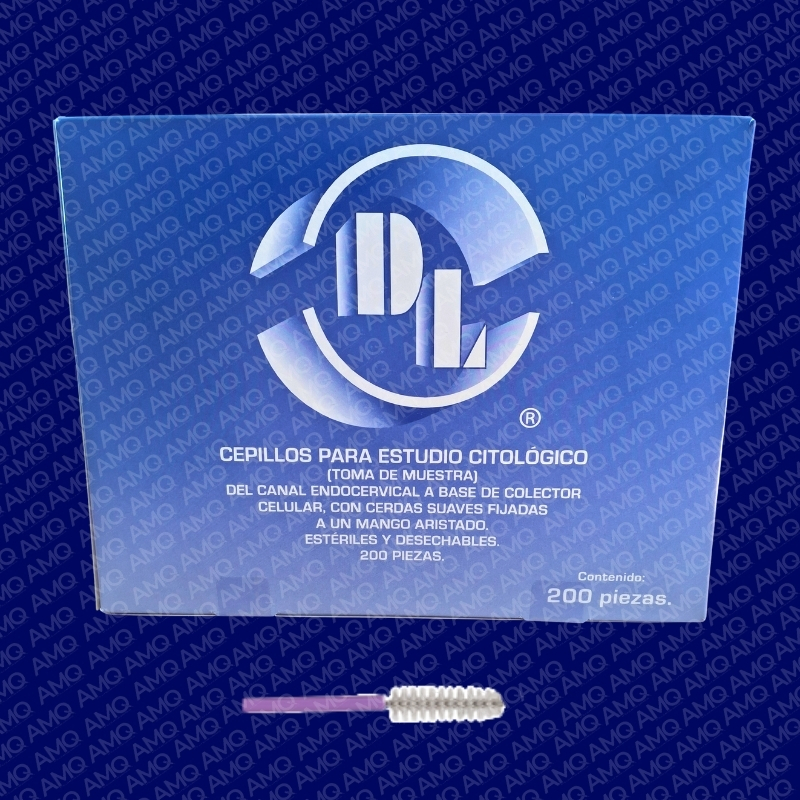 DL
®
CEPILLOS PARA ESTUDIO CITOLÓGICO
(TOMA DE MUESTRA)
DEL CANAL ENDOCERVICAL A BASE DE COLECTOR
CELULAR, CON CERDAS SUAVES FIJADAS
A UN MANGO ARISTADO.
ESTÉRILES Y DESECHABLES.
200 PIEZAS.
Contenido:
200 piezas.
AMQ